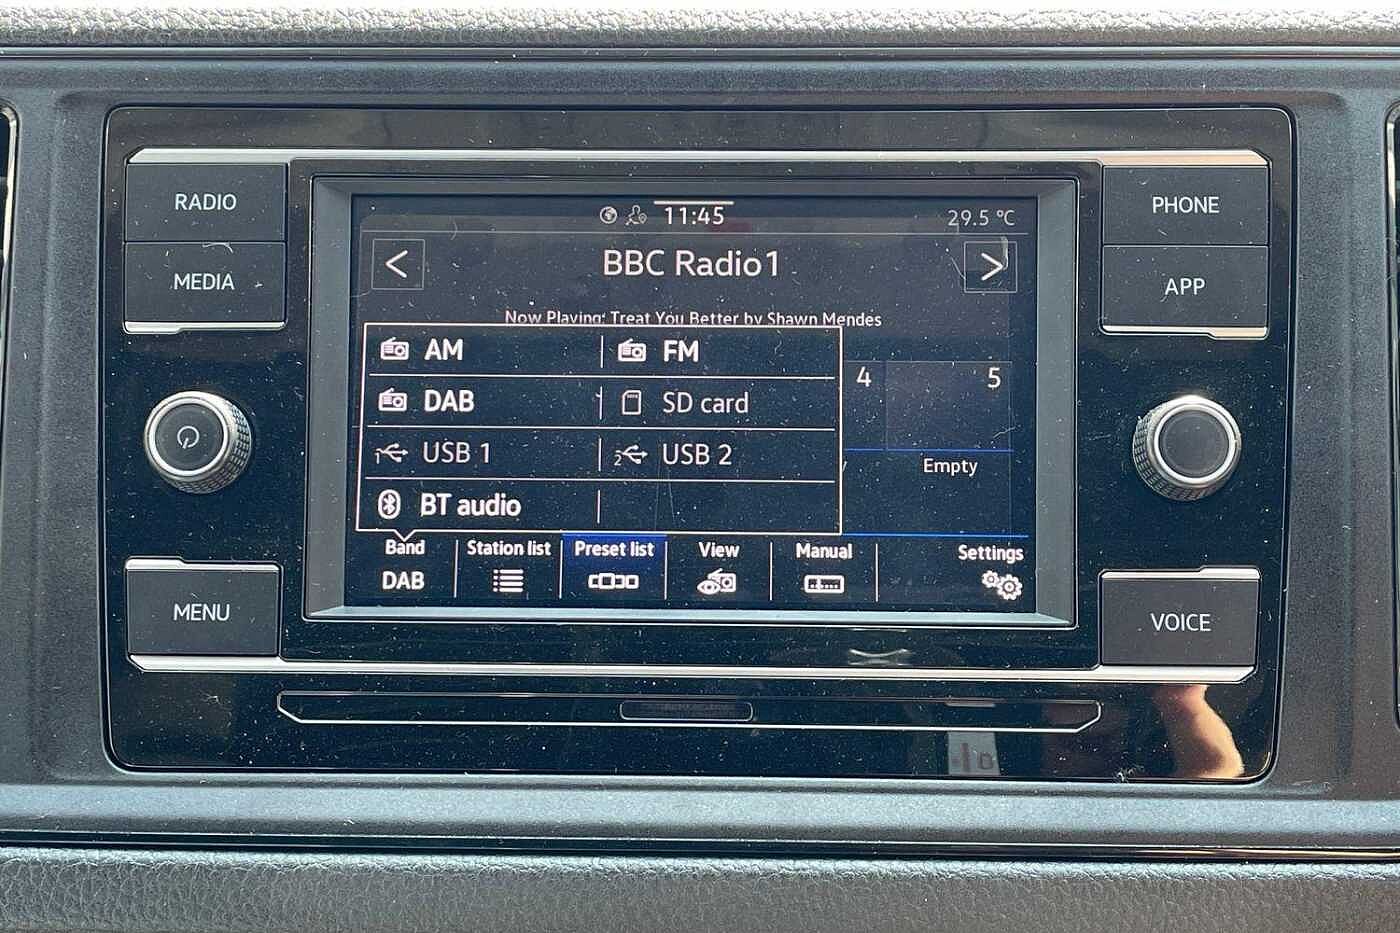 RADIO
MEDIA
MENU
11:45
29.5 °C
BBC Radio1
Now Playing: Treat You Better by Shawn Mendes
AM
FM
DAB
SD card
1 USB 1
2 USB 2
BT audio
4
5
Empty
Band
DAB
Station list
Preset list
View
Manual
Settings
PHONE
APP
VOICE